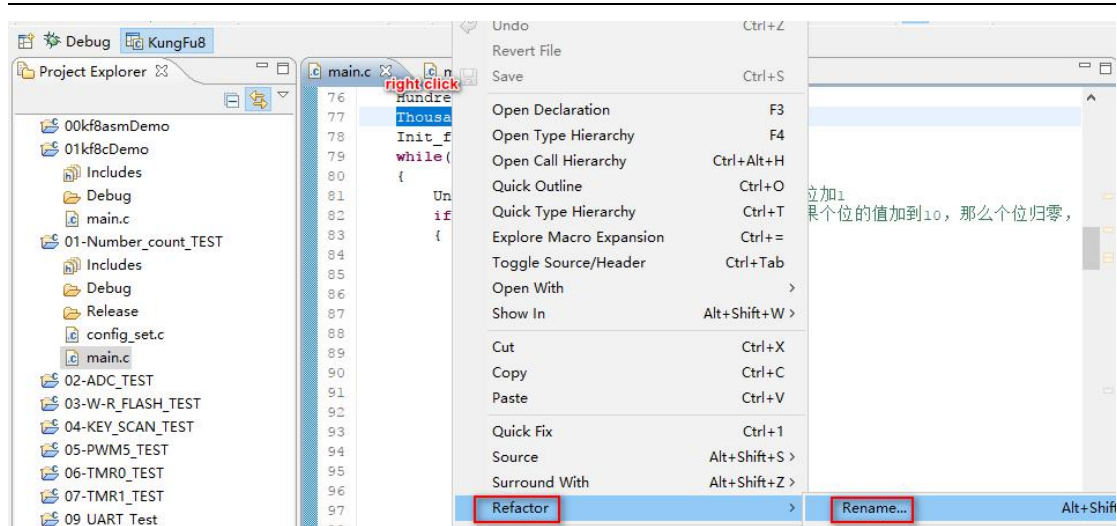 Debug KungFu8
Project Explorer
00kf8asmDemo
01kf8cDemo
Includes
Debug
main.c
01-Number_count_TEST
Includes
Debug
Release
config_set.c
main.c
02-ADC_TEST
03-W-R_FLASH_TEST
04-KEY_SCAN_TEST
05-PWM5_TEST
06-TMR0_TEST
07-TMR1_TEST
09 UART Test
main.c
right click
76 Hundre
77 Thousa
78 Init_f
79 while(
80 {
81 Un
82 if
83 {
84
85
86
87
88
89
90
91
92
93
94
95
96
97
Undo Ctrl+Z
Revert File
Save Ctrl+S
Open Declaration F3
Open Type Hierarchy F4
Open Call Hierarchy Ctrl+Alt+H
Quick Outline Ctrl+O
Quick Type Hierarchy Ctrl+T
Explore Macro Expansion Ctrl+=
Toggle Source/Header Ctrl+Tab
Open With >
Show In Alt+Shift+W >
Cut Ctrl+X
Copy Ctrl+C
Paste Ctrl+V
Quick Fix Ctrl+1
Source Alt+Shift+S >
Surround With Alt+Shift+Z >
Refactor >
Rename... Alt+Shift
位加1
果个位的值加到10，那么个位归零，